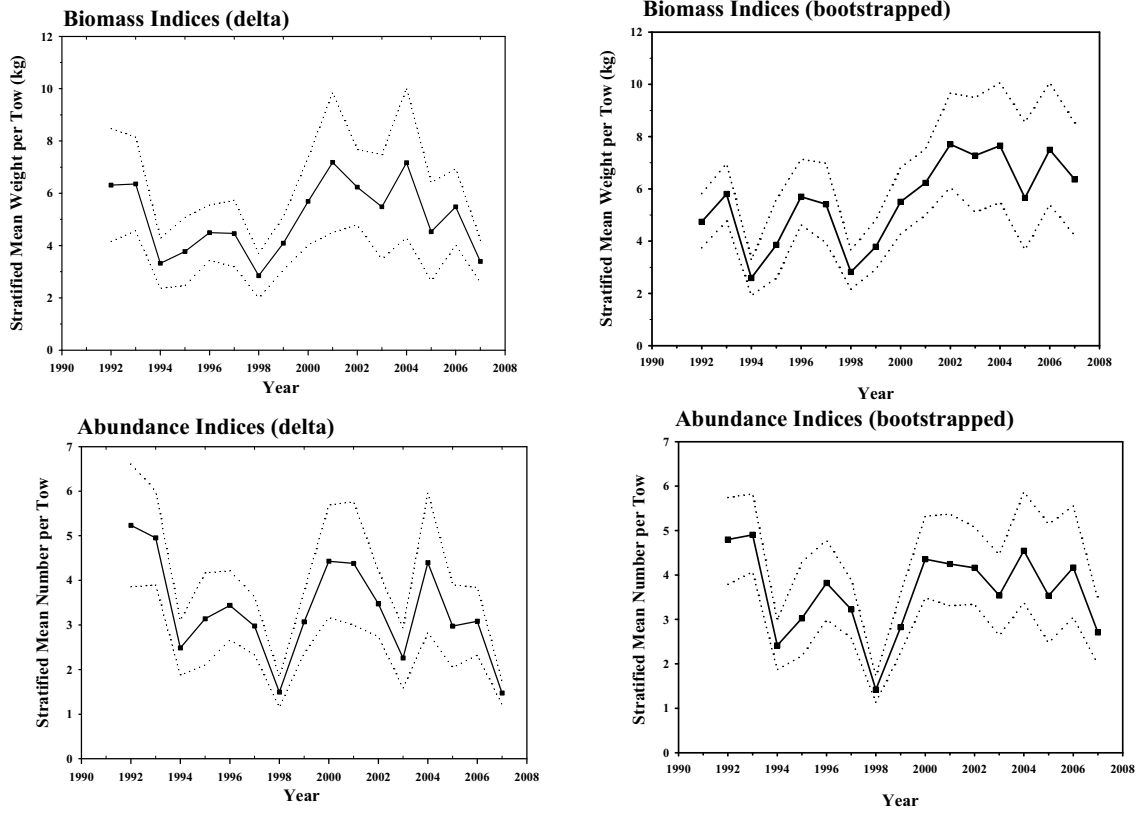 Biomass Indices (delta)
Stratified Mean Weight per Tow (kg)
12
10
8
6
4
2
0
1990 1992 1994 1996 1998 2000 2002 2004 2006 2008
Year
Biomass Indices (bootstrapped)
Stratified Mean Weight per Tow (kg)
12
10
8
6
4
2
0
1990 1992 1994 1996 1998 2000 2002 2004 2006 2008
Year
Abundance Indices (delta)
Stratified Mean Number per Tow
7
6
5
4
3
2
1
0
1990 1992 1994 1996 1998 2000 2002 2004 2006 2008
Year
Abundance Indices (bootstrapped)
Stratified Mean Number per Tow
7
6
5
4
3
2
1
0
1990 1992 1994 1996 1998 2000 2002 2004 2006 2008
Year